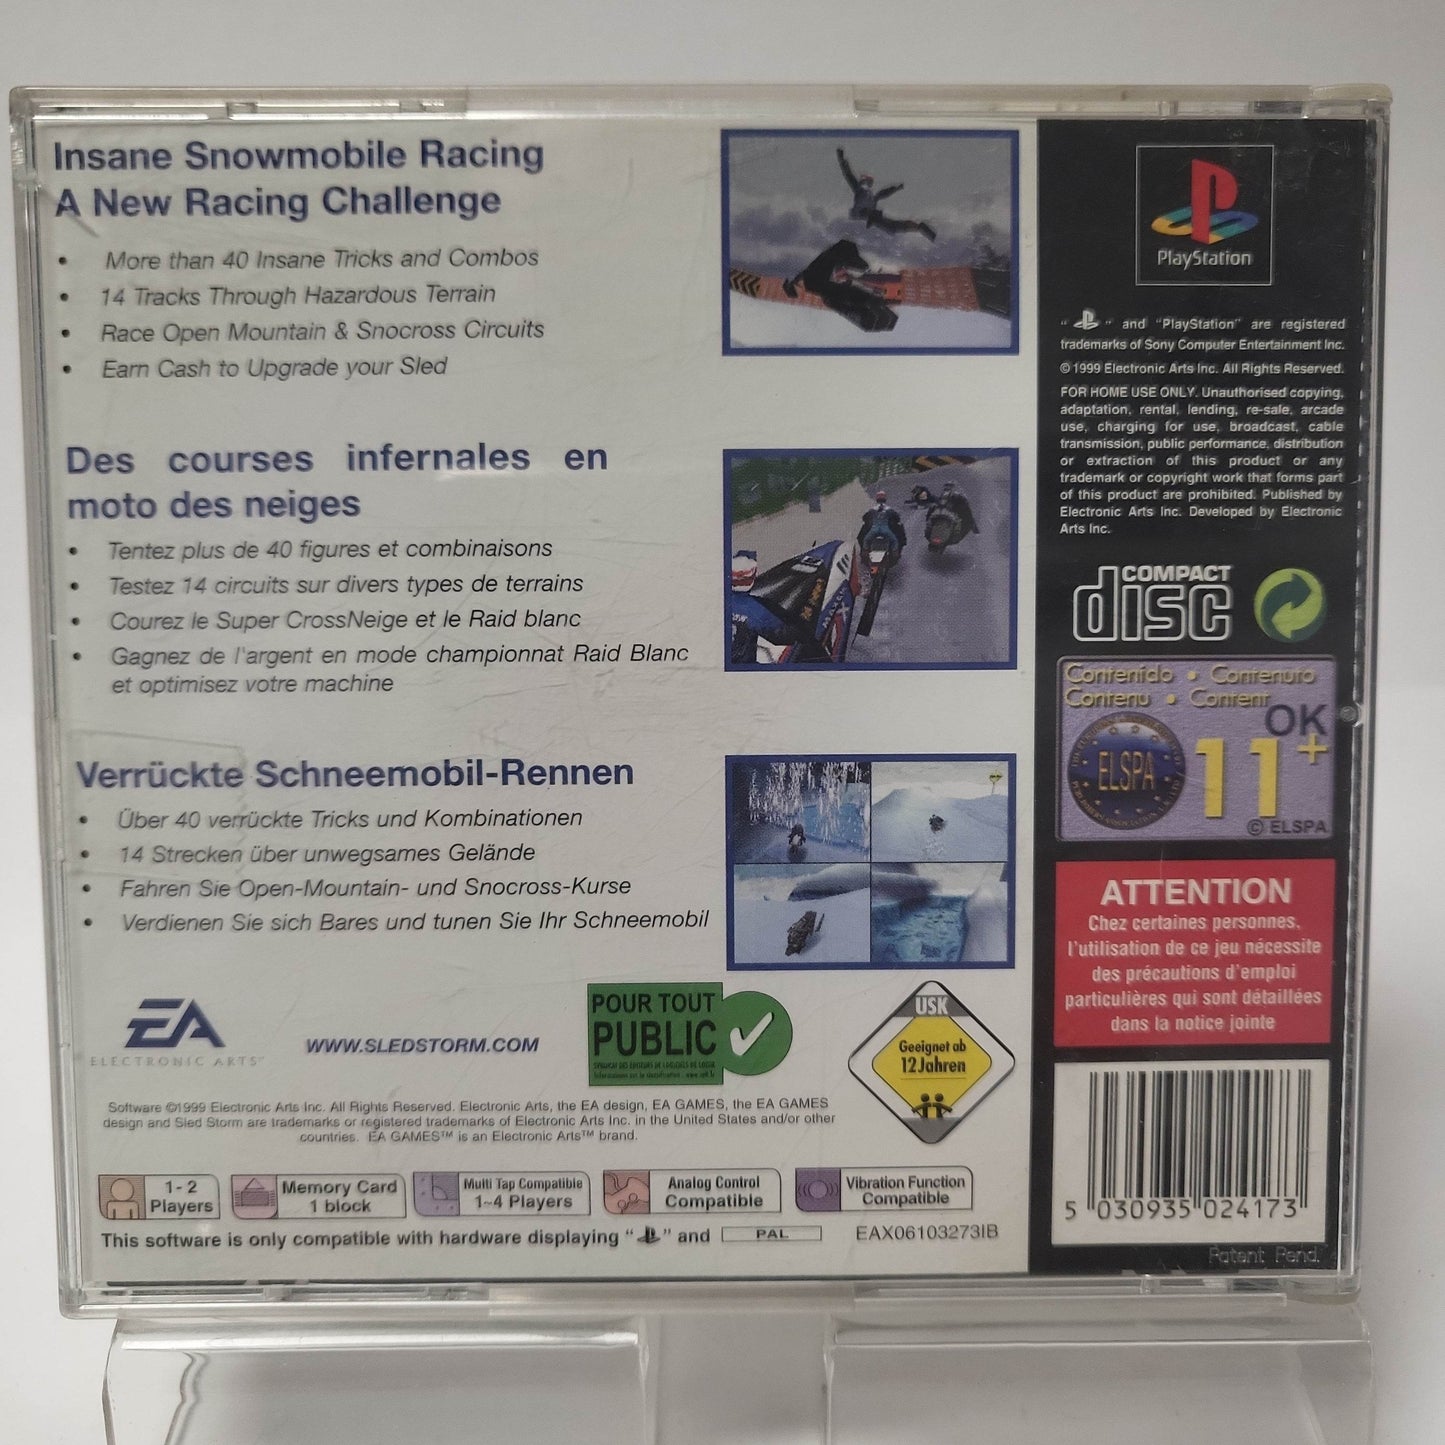 Insane Snowmobile Racing
A New Racing Challenge
• More than 40 Insane Tricks and Combos
• 14 Tracks Through Hazardous Terrain
• Race Open Mountain & Snocross Circuits
• Earn Cash to Upgrade your Sled
Des courses infernales en
moto des neiges
• Tentez plus de 40 figures et combinaisons
• Testez 14 circuits sur divers types de terrains
• Courez le Super CrossNeige et le Raid blanc
• Gagnez de l'argent en mode championnat Raid Blanc
et optimisez votre machine
Verrückte Schneemobil-Rennen
• Über 40 verrückte Tricks und Kombinationen
• 14 Strecken über unwegsames Gelände
• Fahren Sie Open-Mountain- und Snocross-Kurse
• Verdienen Sie sich Bares und tunen Sie Ihr Schneemobil
EA
ELECTRONIC ARTS™
WWW.SLEDSTORM.COM
POUR TOUT
PUBLIC
SYNDICAT DES EDITEURS DE LOGICIELS DE LOISIR
USK
Geeignet ab
12 Jahren
Software ©1999 Electronic Arts Inc. All Rights Reserved. Electronic Arts, the EA design, EA GAMES, the EA GAMES
design and Sled Storm are trademarks or registered trademarks of Electronic Arts Inc. in the United States and/or other
countries. EA GAMES™ is an Electronic Arts™ brand.
1-2
Players
Memory Card
1 block
Multi Tap Compatible
1~4 Players
Analog Control
Compatible
Vibration Function
Compatible
This software is only compatible with hardware displaying " " and PAL
EAX06103273IB
PlayStation
" " and "PlayStation" are registered
trademarks of Sony Computer Entertainment Inc.
©1999 Electronic Arts Inc. All Rights Reserved.
FOR HOME USE ONLY. Unauthorised copying,
adaptation, rental, lending, re-sale, arcade
use, charging for use, broadcast, cable
transmission, public performance, distribution
or extraction of this product or any
trademark or copyright work that forms part
of this product are prohibited. Published by
Electronic Arts Inc. Developed by Electronic
Arts Inc.
COMPACT
disc
Contenido • Contenuro
Contenu • Content
OK
ELSPA
11+
© ELSPA
ATTENTION
Chez certaines personnes,
l'utilisation de ce jeu nécessite
des précautions d'emploi
particulières qui sont détaillées
dans la notice jointe
5 030935 024173
Patent Pend.